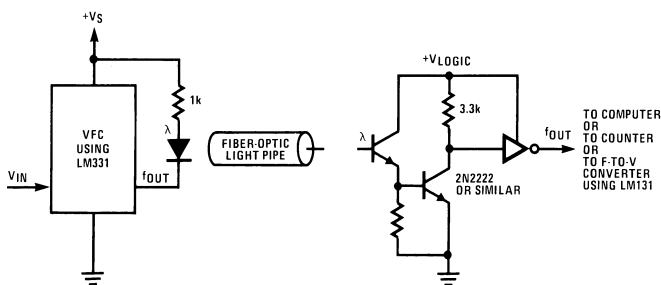 +VS
1k
λ
VFC
USING
LM331
VIN
fOUT
FIBER-OPTIC
LIGHT PIPE
+VLOGIC
3.3k
λ
2N2222
OR SIMILAR
fOUT
TO COMPUTER
OR
TO COUNTER
OR
TO F-TO-V
CONVERTER
USING LM131